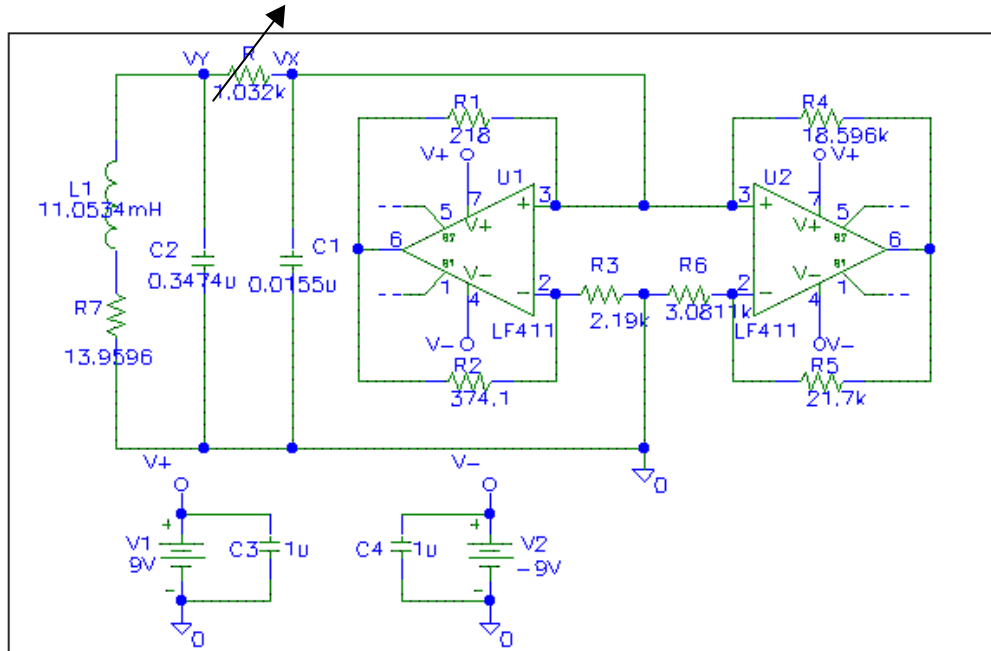 VY R VX
1.032k
R1
218
R4
18.596k
V+
V+
L1
11.0534mH
U1
U2
3
7
5
V+
6
V-
1
4
2
+
-
3
7
5
V+
6
V-
1
4
2
+
-
C2
0.3474u
C1
0.0155u
R3
2.19k
R6
3.0811k
LF411
LF411
R7
13.9596
V-
V-
R2
374.1
R5
21.7k
0
V+
V-
+
V1
9V
-
C3
1u
C4
1u
+
V2
-9V
-
0
0